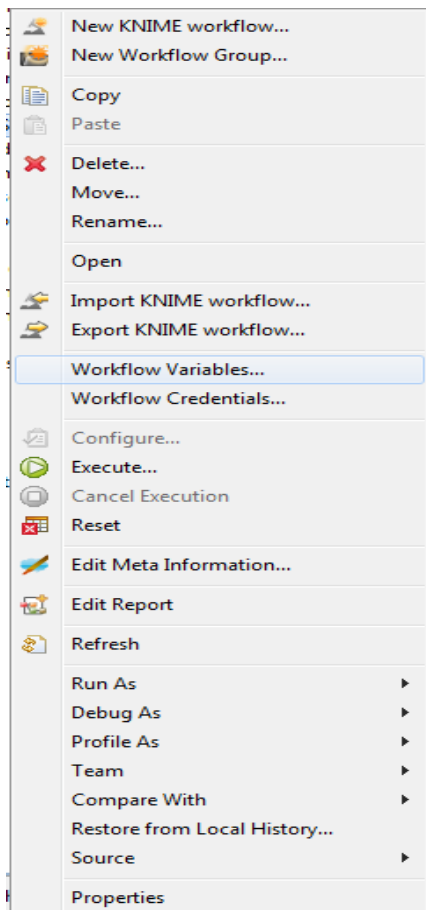 New KNIME workflow...
New Workflow Group...
Copy
Paste
Delete...
Move...
Rename...
Open
Import KNIME workflow...
Export KNIME workflow...
Workflow Variables...
Workflow Credentials...
Configure...
Execute...
Cancel Execution
Reset
Edit Meta Information...
Edit Report
Refresh
Run As
Debug As
Profile As
Team
Compare With
Restore from Local History...
Source
Properties